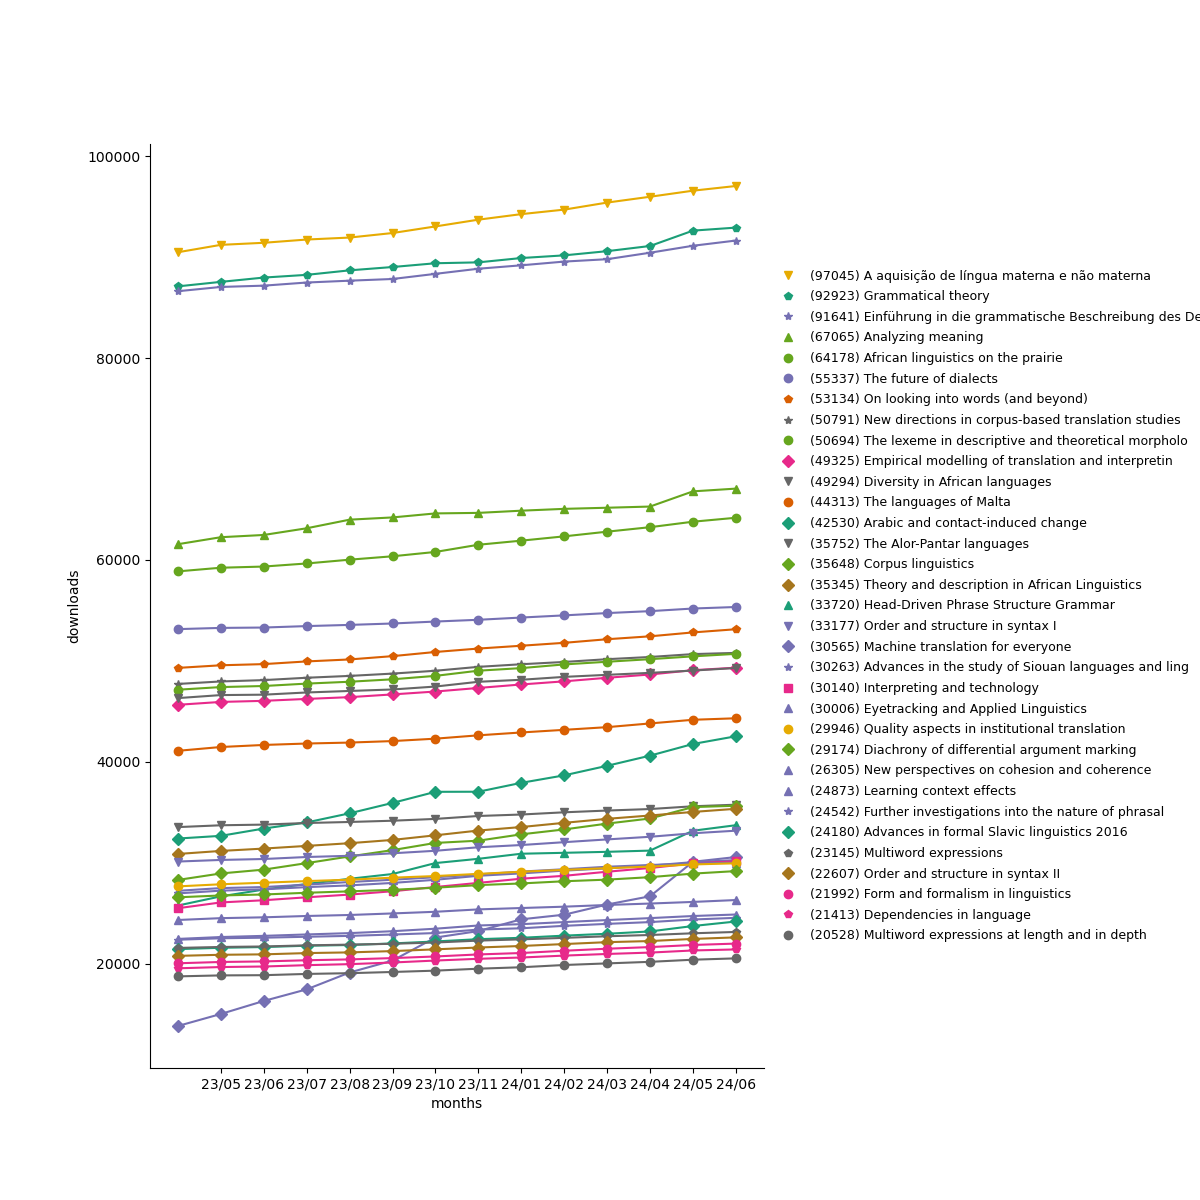 100000
80000
60000
40000
20000
downloads
23/05 23/06 23/07 23/08 23/09 23/10 23/11 24/01 24/02 24/03 24/04 24/05 24/06
months
(97045) A aquisição de língua materna e não materna
(92923) Grammatical theory
(91641) Einführung in die grammatische Beschreibung des De
(67065) Analyzing meaning
(64178) African linguistics on the prairie
(55337) The future of dialects
(53134) On looking into words (and beyond)
(50791) New directions in corpus-based translation studies
(50694) The lexeme in descriptive and theoretical morpholo
(49325) Empirical modelling of translation and interpretin
(49294) Diversity in African languages
(44313) The languages of Malta
(42530) Arabic and contact-induced change
(35752) The Alor-Pantar languages
(35648) Corpus linguistics
(35345) Theory and description in African Linguistics
(33720) Head-Driven Phrase Structure Grammar
(33177) Order and structure in syntax I
(30565) Machine translation for everyone
(30263) Advances in the study of Siouan languages and ling
(30140) Interpreting and technology
(30006) Eyetracking and Applied Linguistics
(29946) Quality aspects in institutional translation
(29174) Diachrony of differential argument marking
(26305) New perspectives on cohesion and coherence
(24873) Learning context effects
(24542) Further investigations into the nature of phrasal
(24180) Advances in formal Slavic linguistics 2016
(23145) Multiword expressions
(22607) Order and structure in syntax II
(21992) Form and formalism in linguistics
(21413) Dependencies in language
(20528) Multiword expressions at length and in depth